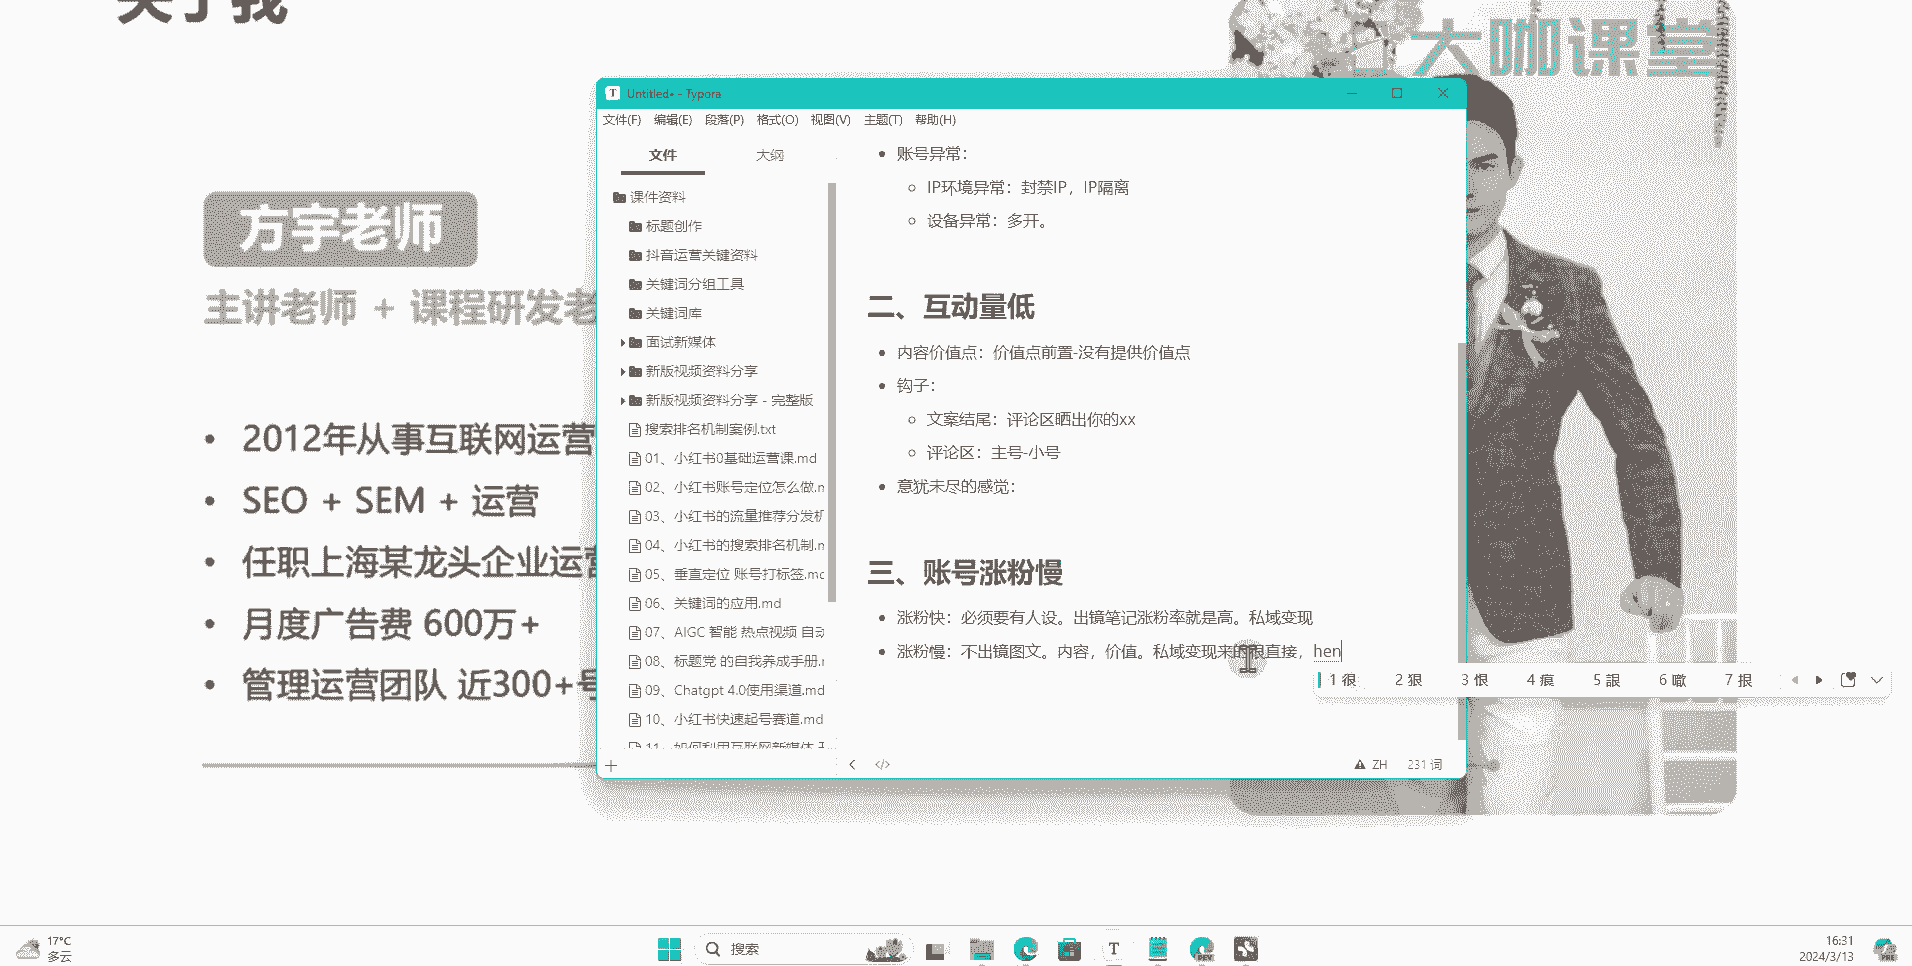 关于我
大咖课堂
方宇老师
主讲老师 + 课程研发老
2012年从事互联网运营
SEO + SEM + 运营
任职上海某龙头企业运营
月度广告费 600万+
管理运营团队 近300+号
Untitled• - Typora
文件(F) 编辑(E) 段落(P) 格式(O) 视图(V) 主题(T) 帮助(H)
文件 大纲
课件资料
标题创作
抖音运营关键资料
关键词分组工具
关键词库
面试新媒体
新版视频资料分享
新版视频资料分享 - 完整版
搜索排名机制案例.txt
01、小红书0基础运营课.md
02、小红书账号定位怎么做.m
03、小红书的流量推荐分发机
04、小红书的搜索排名机制.m
05、垂直定位 账号打标签.md
06、关键词的应用.md
07、AIGC 智能 热点视频 自动
08、标题党 的自我养成手册.m
09、Chatgpt 4.0使用渠道.md
10、小红书快速起号赛道.md
11、如何利用互联网新媒体
账号异常：
IP环境异常：封禁IP，IP隔离
设备异常：多开。
二、互动量低
内容价值点：价值点前置-没有提供价值点
钩子：
文案结尾：评论区晒出你的xx
评论区：主号-小号
意犹未尽的感觉：
三、账号涨粉慢
涨粉快：必须要有人设。出镜笔记涨粉率就是高。私域变现
涨粉慢：不出镜图文。内容，价值。私域变现来的很直接，hen
1 很 2 狠 3 恨 4 痕 5 詪 6 噷 7 拫
ZH 231 词
17°C
多云
搜索
16:31
2024/3/13